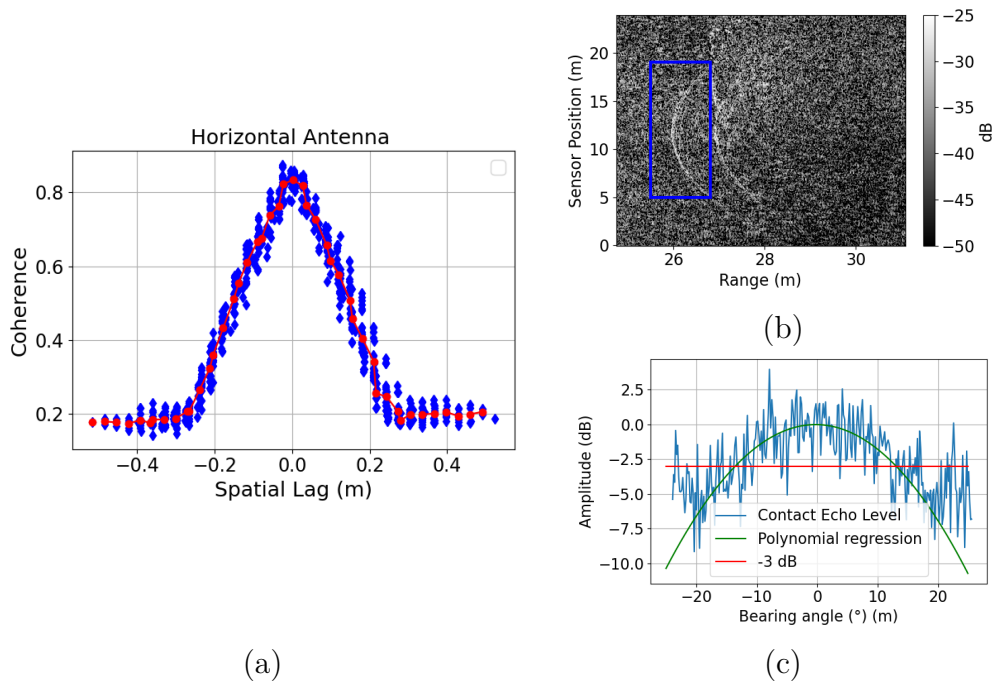 Horizontal Antenna
Coherence
0.8
0.6
0.4
0.2
−0.4 −0.2 0.0 0.2 0.4
Spatial Lag (m)
(a)
Sensor Position (m)
20
15
10
5
0
26 28 30
Range (m)
−25
−30
−35
−40
−45
−50
dB
(b)
Amplitude (dB)
2.5
0.0
−2.5
−5.0
−7.5
−10.0
Contact Echo Level
Polynomial regression
-3 dB
−20 −10 0 10 20
Bearing angle (°) (m)
(c)